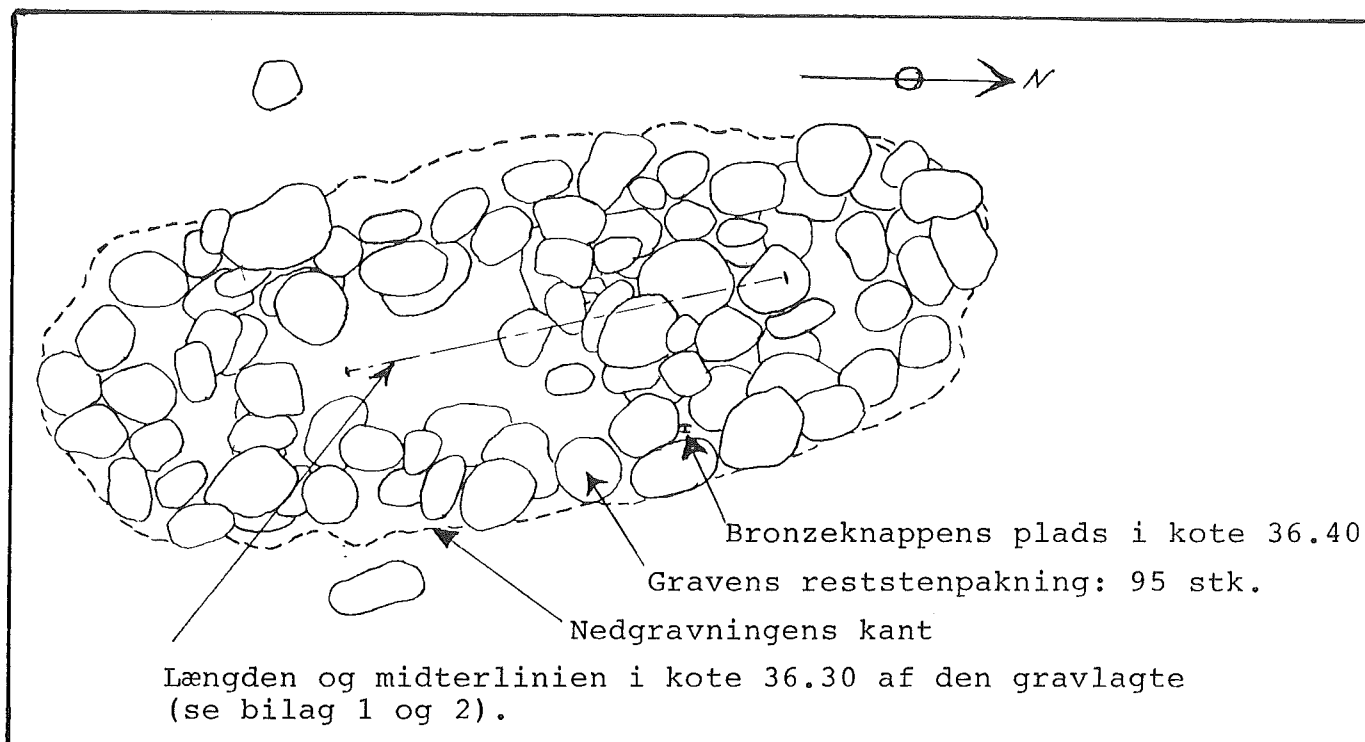 N
Bronzeknappens plads i kote 36.40
Gravens reststenpakning: 95 stk.
Nedgravningens kant
Længden og midterlinien i kote 36.30 af den gravlagte
(se bilag 1 og 2).